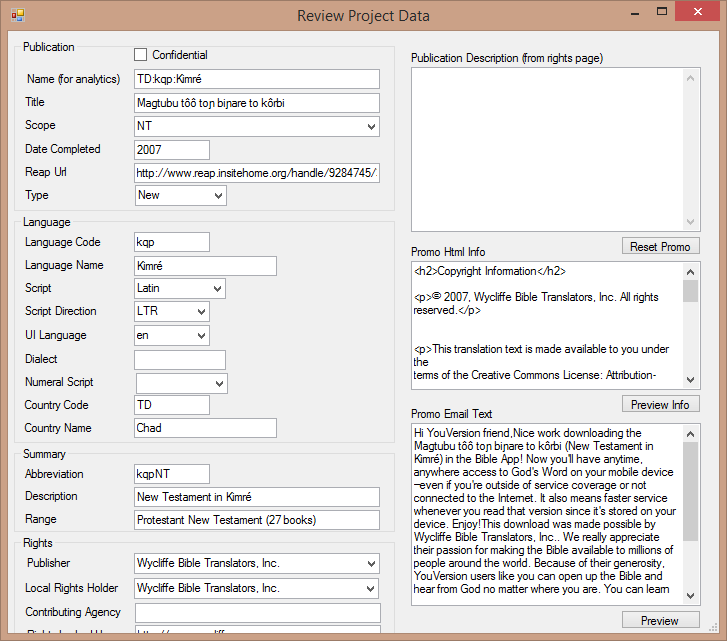 Review Project Data
Publication
Confidential
Name (for analytics) TD:kqp:Kimré
Title Magtubu tôô toŋ biŋare to kôrbi
Scope NT
Date Completed 2007
Reap Url http://www.reap.insitehome.org/handle/9284745/
Type New
Language
Language Code kqp
Language Name Kimré
Script Latin
Script Direction LTR
UI Language en
Dialect
Numeral Script
Country Code TD
Country Name Chad
Summary
Abbreviation kqpNT
Description New Testament in Kimré
Range Protestant New Testament (27 books)
Rights
Publisher Wycliffe Bible Translators, Inc.
Local Rights Holder Wycliffe Bible Translators, Inc.
Contributing Agency
Publication Description (from rights page)
Reset Promo
Promo Html Info
<h2>Copyright Information</h2>
<p>© 2007, Wycliffe Bible Translators, Inc. All rights
reserved.</p>
<p>This translation text is made available to you under
the
terms of the Creative Commons License: Attribution-
Preview Info
Promo Email Text
Hi YouVersion friend,Nice work downloading the
Magtubu tôô toŋ biŋare to kôrbi (New Testament in
Kimré) in the Bible App! Now you'll have anytime,
anywhere access to God's Word on your mobile device
—even if you're outside of service coverage or not
connected to the Internet. It also means faster service
whenever you read that version since it's stored on your
device. Enjoy!This download was made possible by
Wycliffe Bible Translators, Inc.. We really appreciate
their passion for making the Bible available to millions of
people around the world. Because of their generosity,
YouVersion users like you can open up the Bible and
hear from God no matter where you are. You can learn
Preview